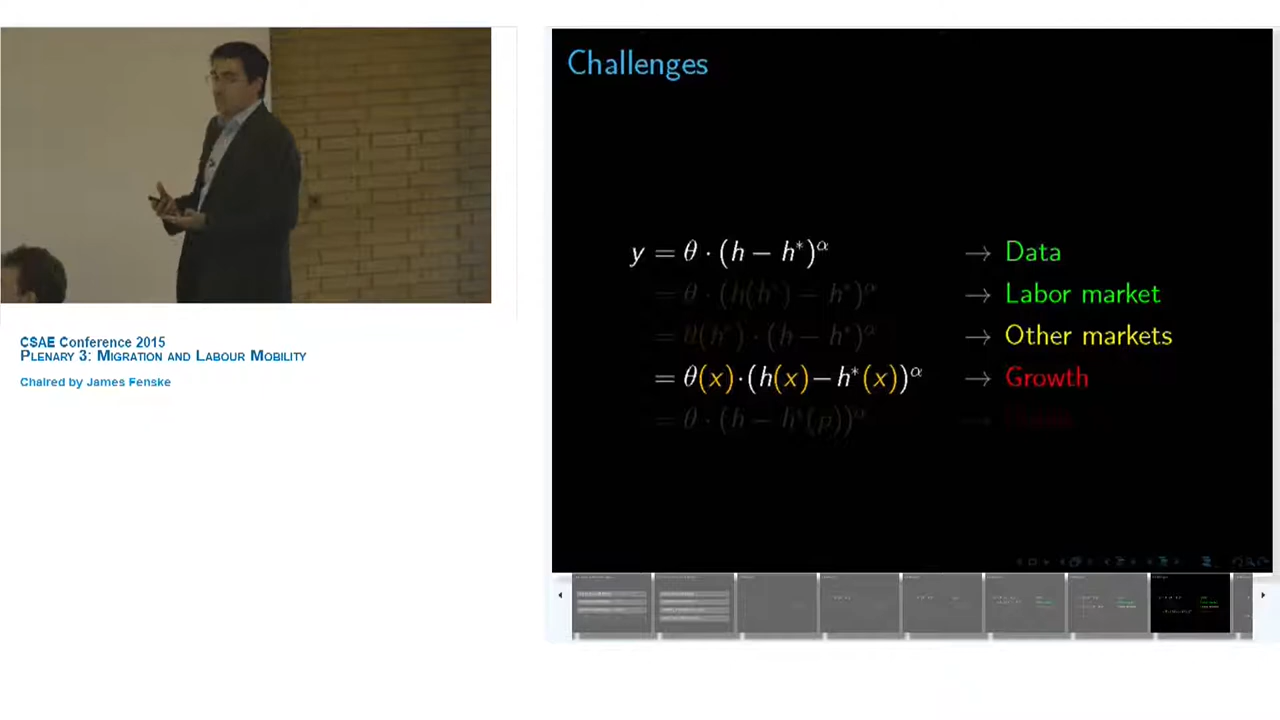 Challenges
y = θ · (h − h*)^α → Data
= θ · (h(h*) − h*)^α → Labor market
= θ(h*) · (h − h*)^α → Other markets
= θ(x)·(h(x)−h*(x))^α → Growth
= θ · (h − h*(p))^α →
CSAE Conference 2015
PLENARY 3: MIGRATION AND LABOUR MOBILITY
Chaired by James Fenske